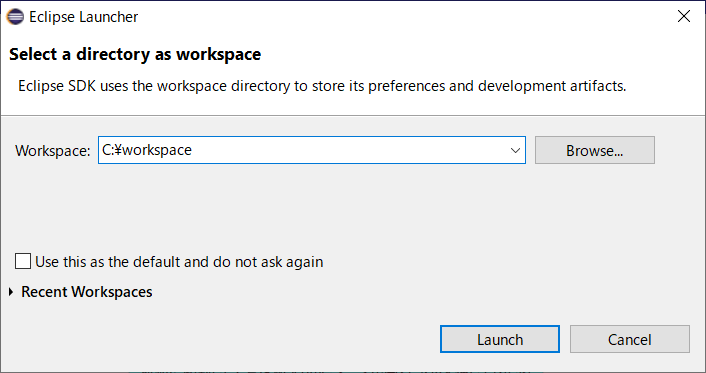 Eclipse Launcher
Select a directory as workspace
Eclipse SDK uses the workspace directory to store its preferences and development artifacts.
Workspace: C:¥workspace Browse...
Use this as the default and do not ask again
Recent Workspaces
Launch Cancel